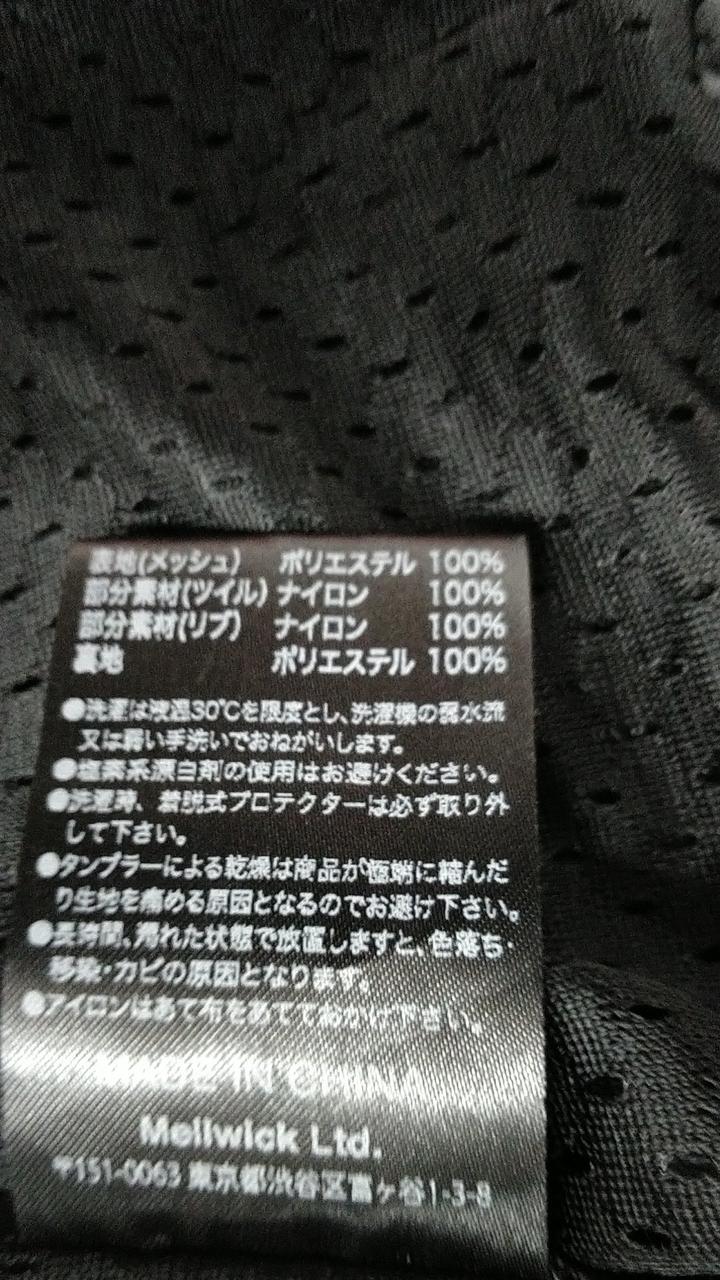 表地(メッシュ) ポリエステル 100%
部分素材(ツイル) ナイロン 100%
部分素材(リブ) ナイロン 100%
裏地 ポリエステル 100%
●洗濯は液温30℃を限度とし、洗濯機の弱水流
又は弱い手洗いでおねがいします。
●塩素系漂白剤の使用はお避けください。
●洗濯時、着脱式プロテクターは必ず取り外
して下さい。
●タンブラーによる乾燥は商品が極端に縮んだ
り生地を痛める原因となるのでお避け下さい。
●長時間、濡れた状態で放置しますと、色落ち・
移染・カビの原因となります。
●アイロンはあて布をあてておかけ下さい。
MADE IN CHINA
Mellwick Ltd.
〒151-0063 東京都渋谷区富ヶ谷1-3-8